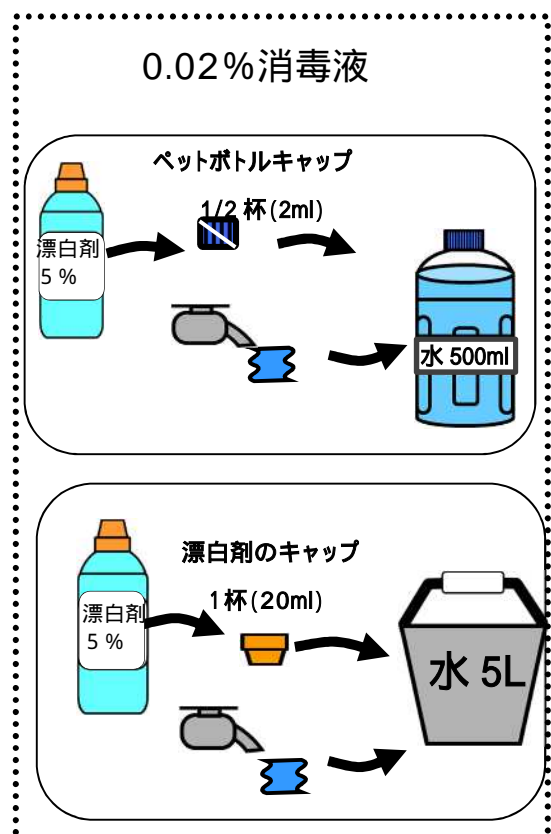 0.02%消毒液
ペットボトルキャップ
1/2 杯(2ml)
漂白剤
5 %
水 500ml
漂白剤のキャップ
1杯(20ml)
漂白剤
5 %
水 5L